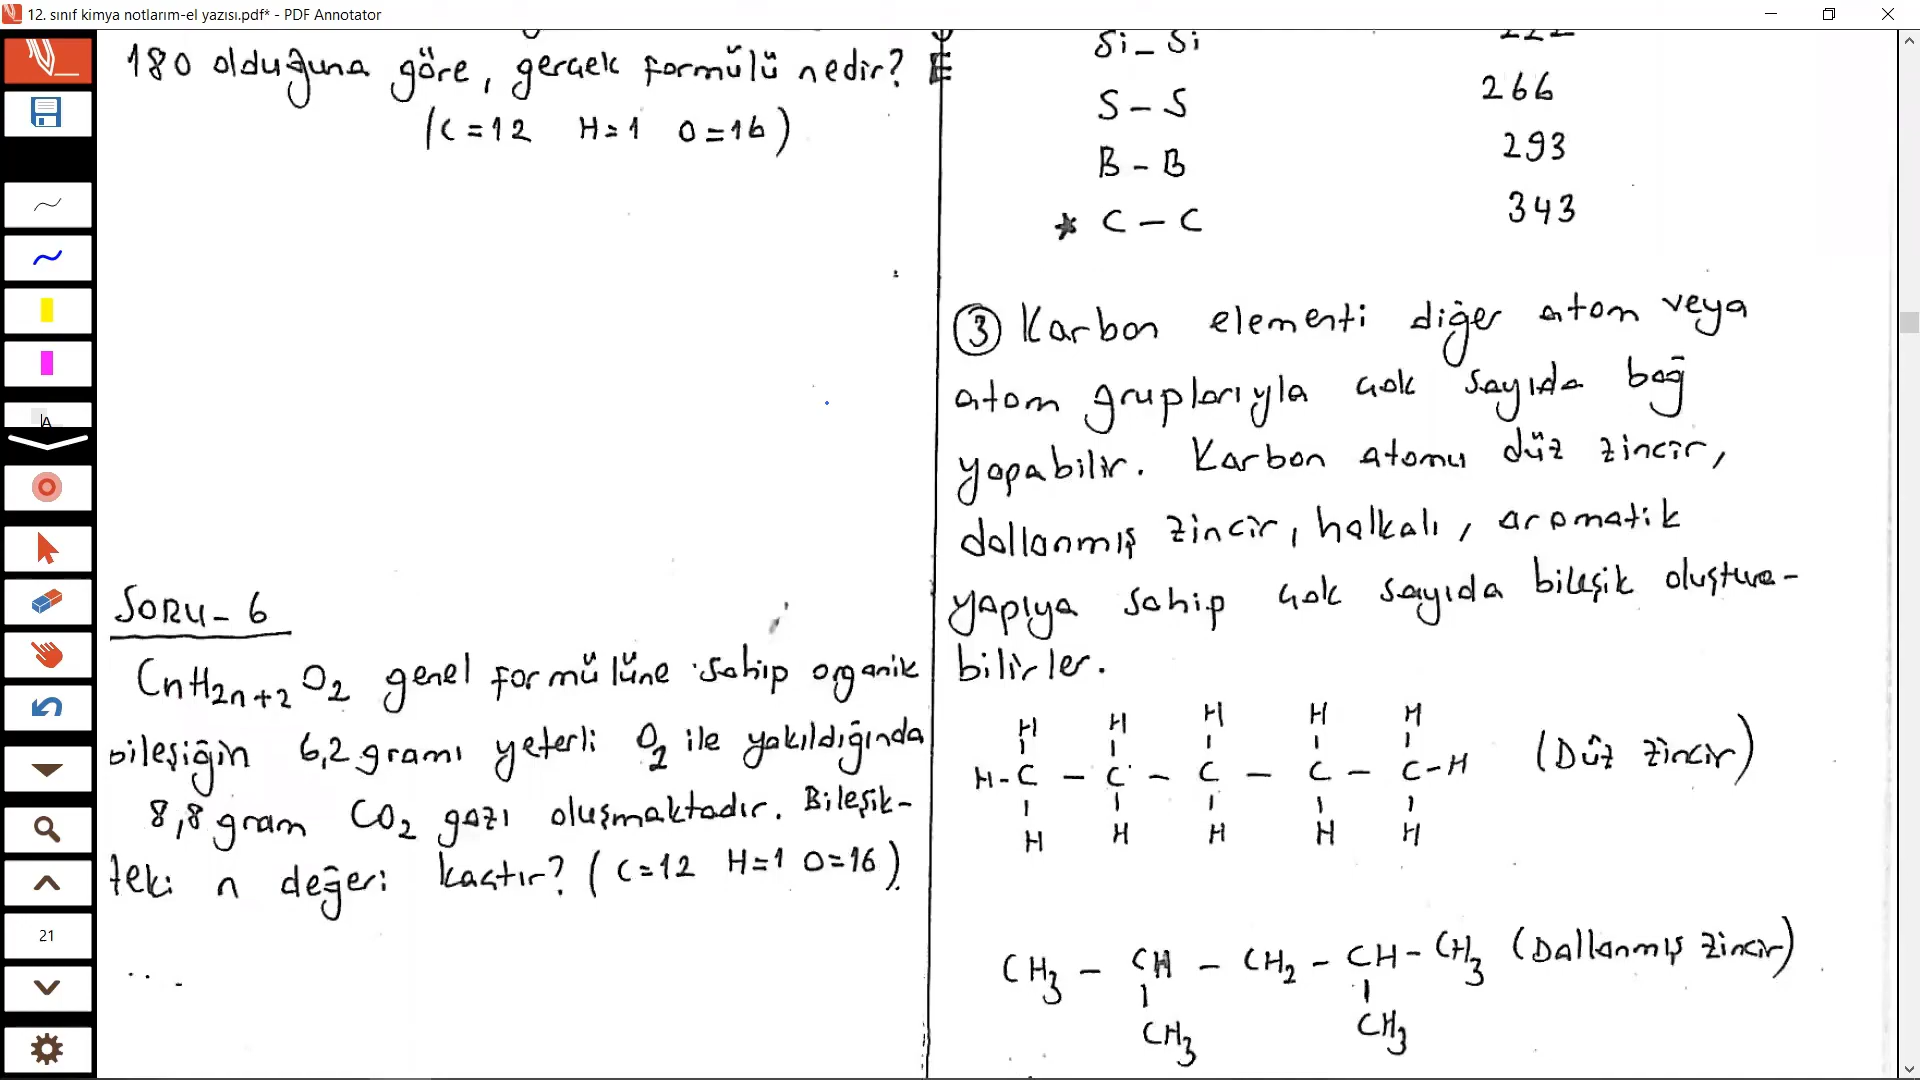 12. sınıf kimya notlarım-el yazısı.pdf* - PDF Annotator
180 olduğuna göre, gerçek formülü nedir?
(C=12 H=1 O=16)
SORU-6
CnH2n+2O2 genel formülüne sahip organik
bileşiğin 6,2 gramı yeterli O2 ile yakıldığında
8,8 gram CO2 gazı oluşmaktadır. Bileşik-
teki n değeri kaçtır? (C=12 H=1 O=16)
Si - Si
S - S 266
B - B 293
* C - C 343
③ Karbon elementi diğer atom veya
atom gruplarıyla çok sayıda bağ
yapabilir. Karbon atomu düz zincir,
dallanmış zincir, halkalı, aromatik
yapıya sahip çok sayıda bileşik oluştura-
bilirler.
H H H H H
H-C - C - C - C - C-H (Düz zincir)
H H H H H
CH3 - CH - CH2 - CH - CH3 (Dallanmış zincir)
CH3 CH3
A
21